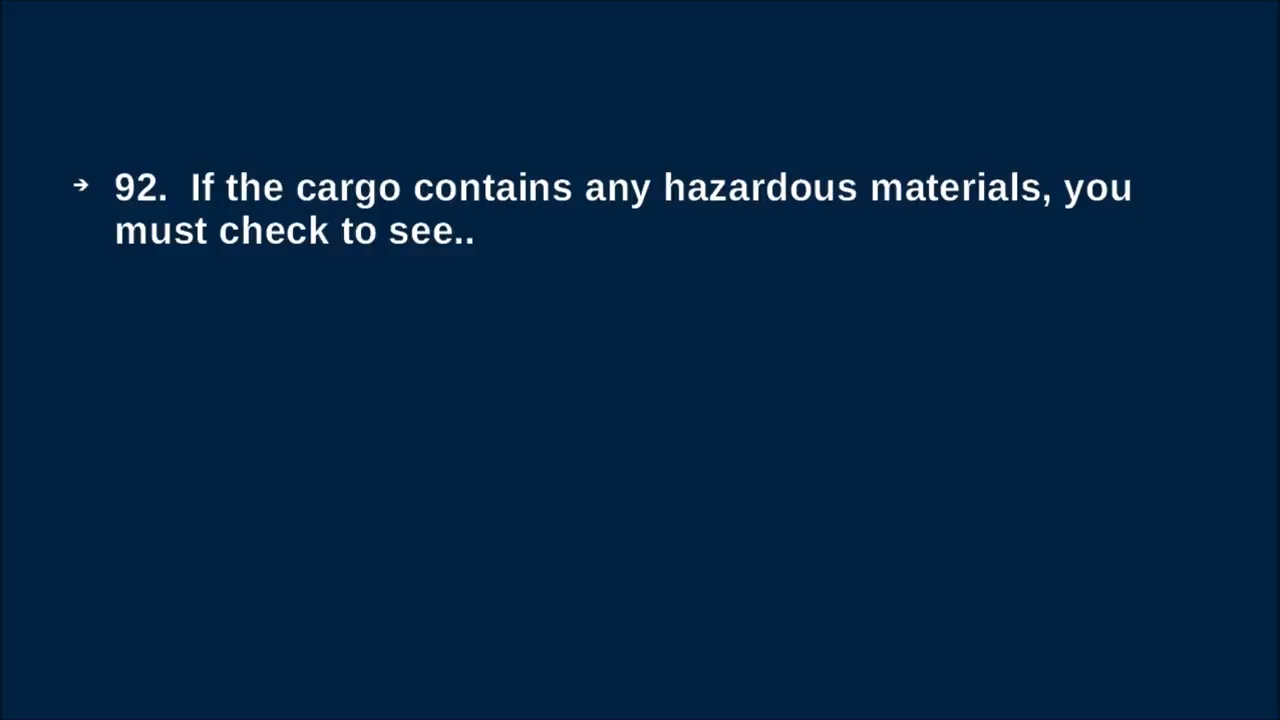 ➔ 92. If the cargo contains any hazardous materials, you
must check to see..